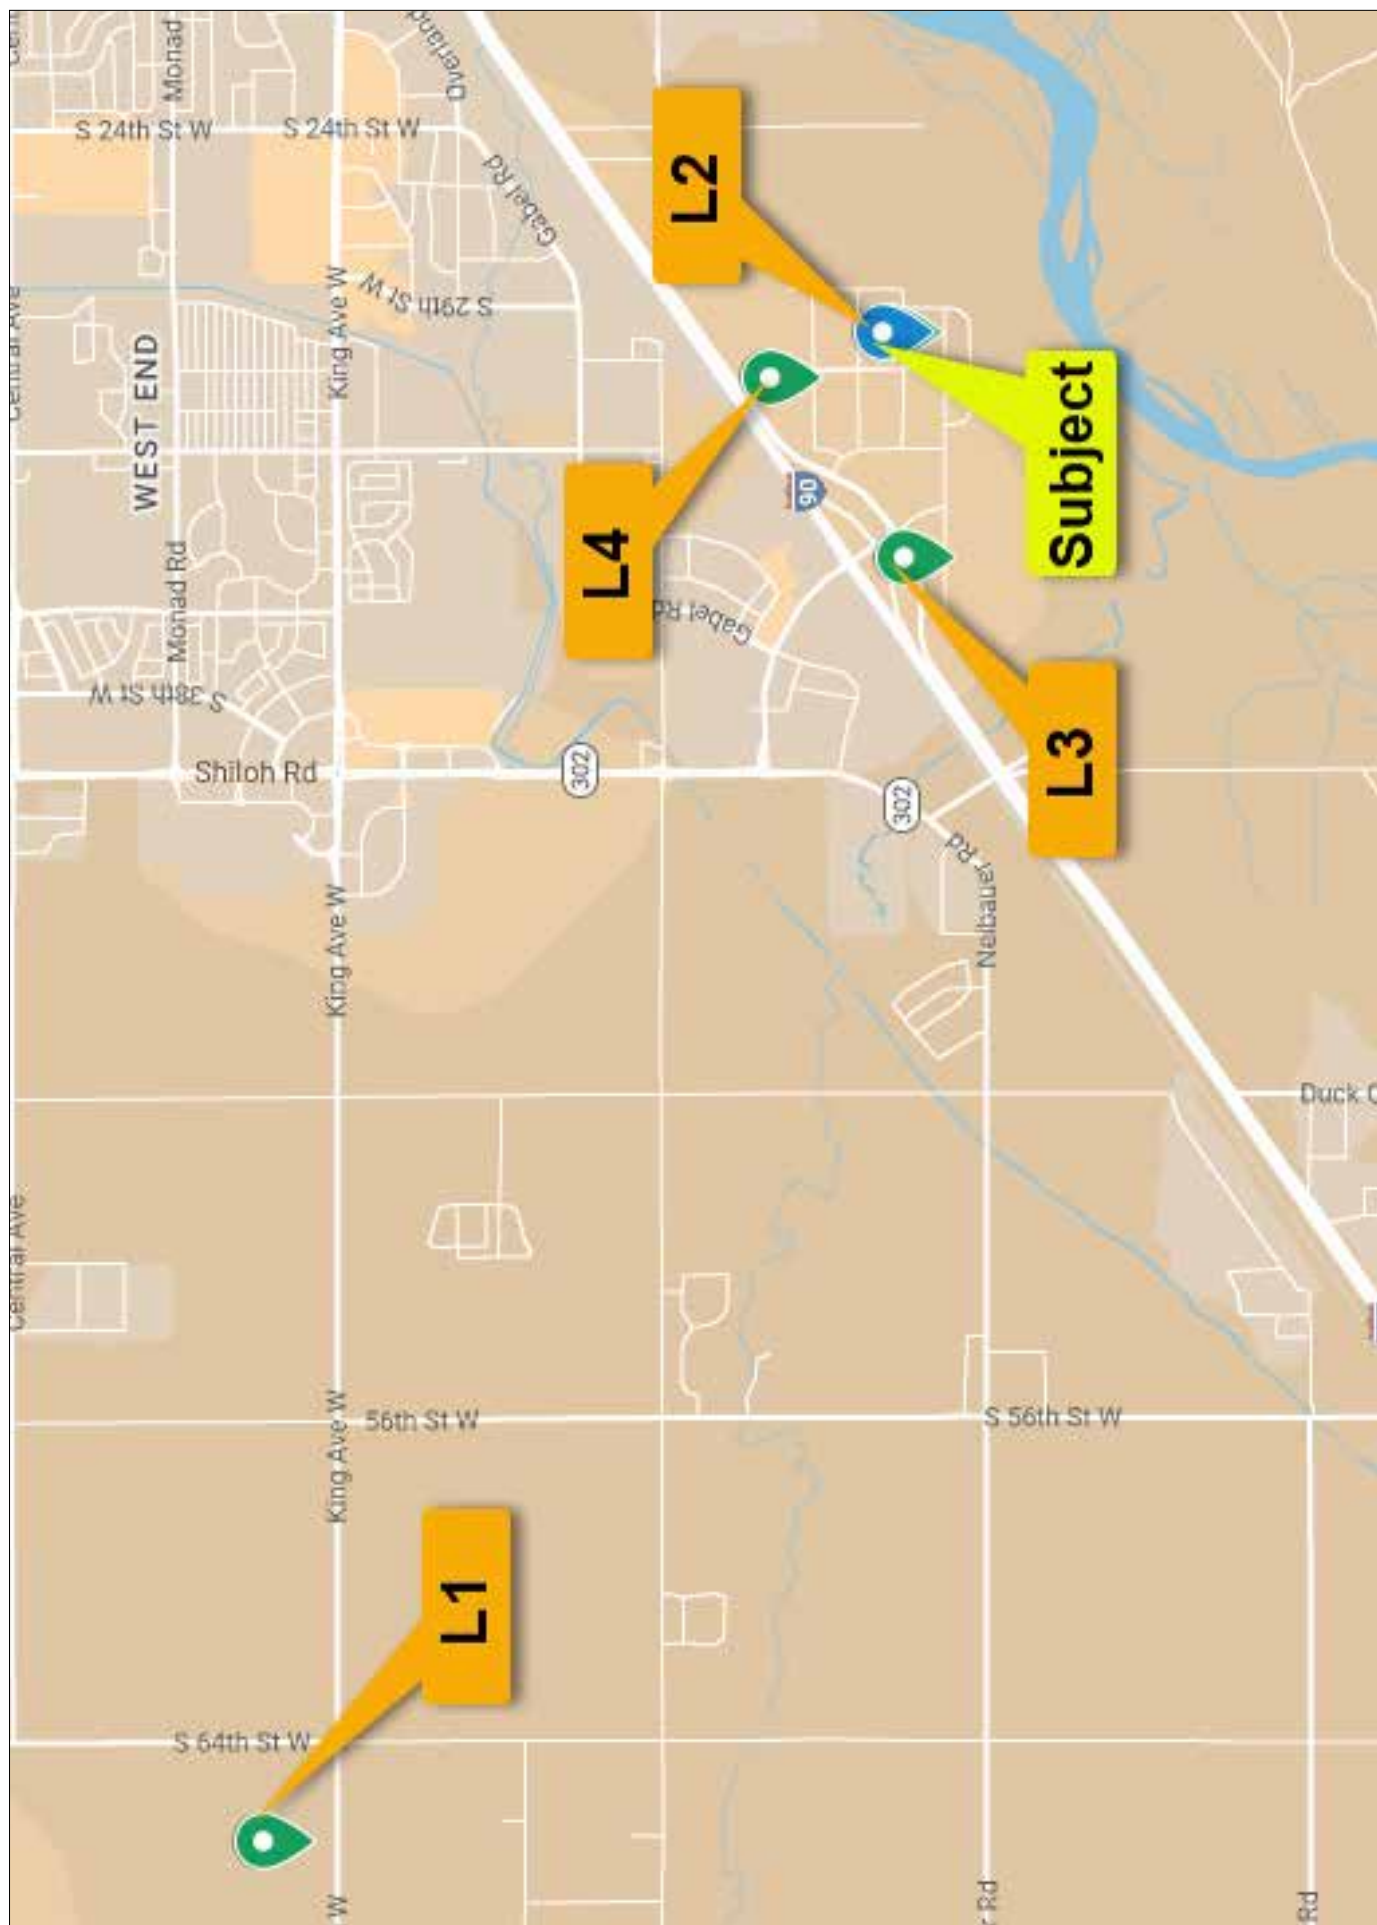 Central Ave
Central Ave
WEST END
Monad Rd
Monad
S 38th St W
S 24th St W
S 64th St W
Shiloh Rd
W
King Ave W
King Ave W
King Ave W
S 24th St W
S 29th St W
56th St W
L1
Overland
Gabel Rd
302
L4
L2
Gabel Rd
90
302
Neibauer Rd
Rd
S 56th St W
L3
Subject
Rd
Duck